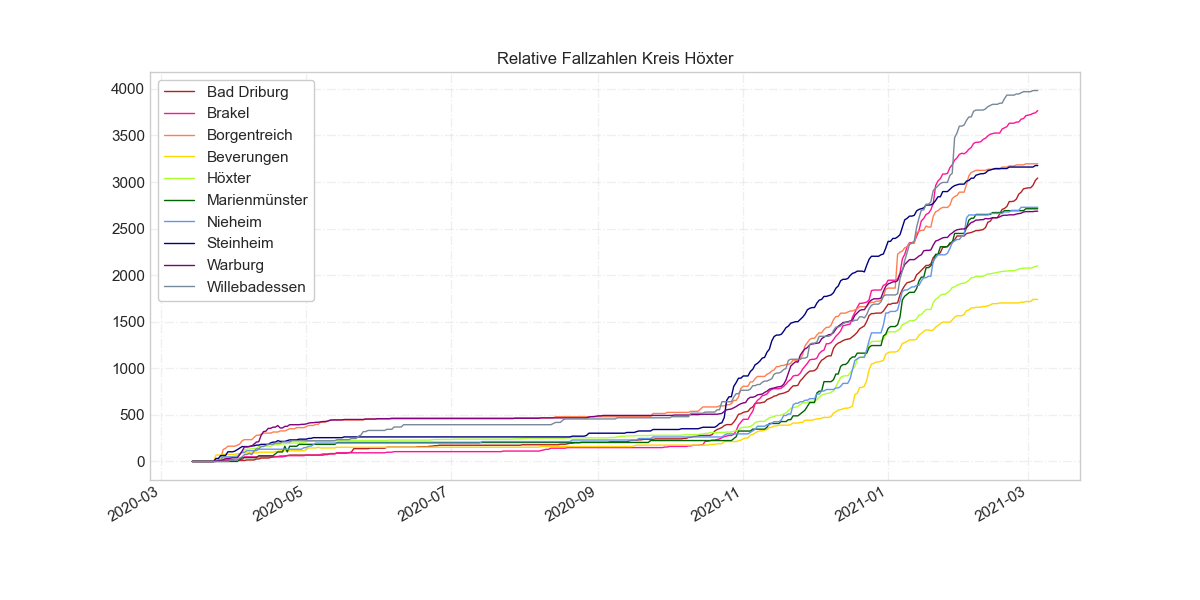 Relative Fallzahlen Kreis Höxter
4000
3500
3000
2500
2000
1500
1000
500
0
Bad Driburg
Brakel
Borgentreich
Beverungen
Höxter
Marienmünster
Nieheim
Steinheim
Warburg
Willebadessen
2020-03
2020-05
2020-07
2020-09
2020-11
2021-01
2021-03